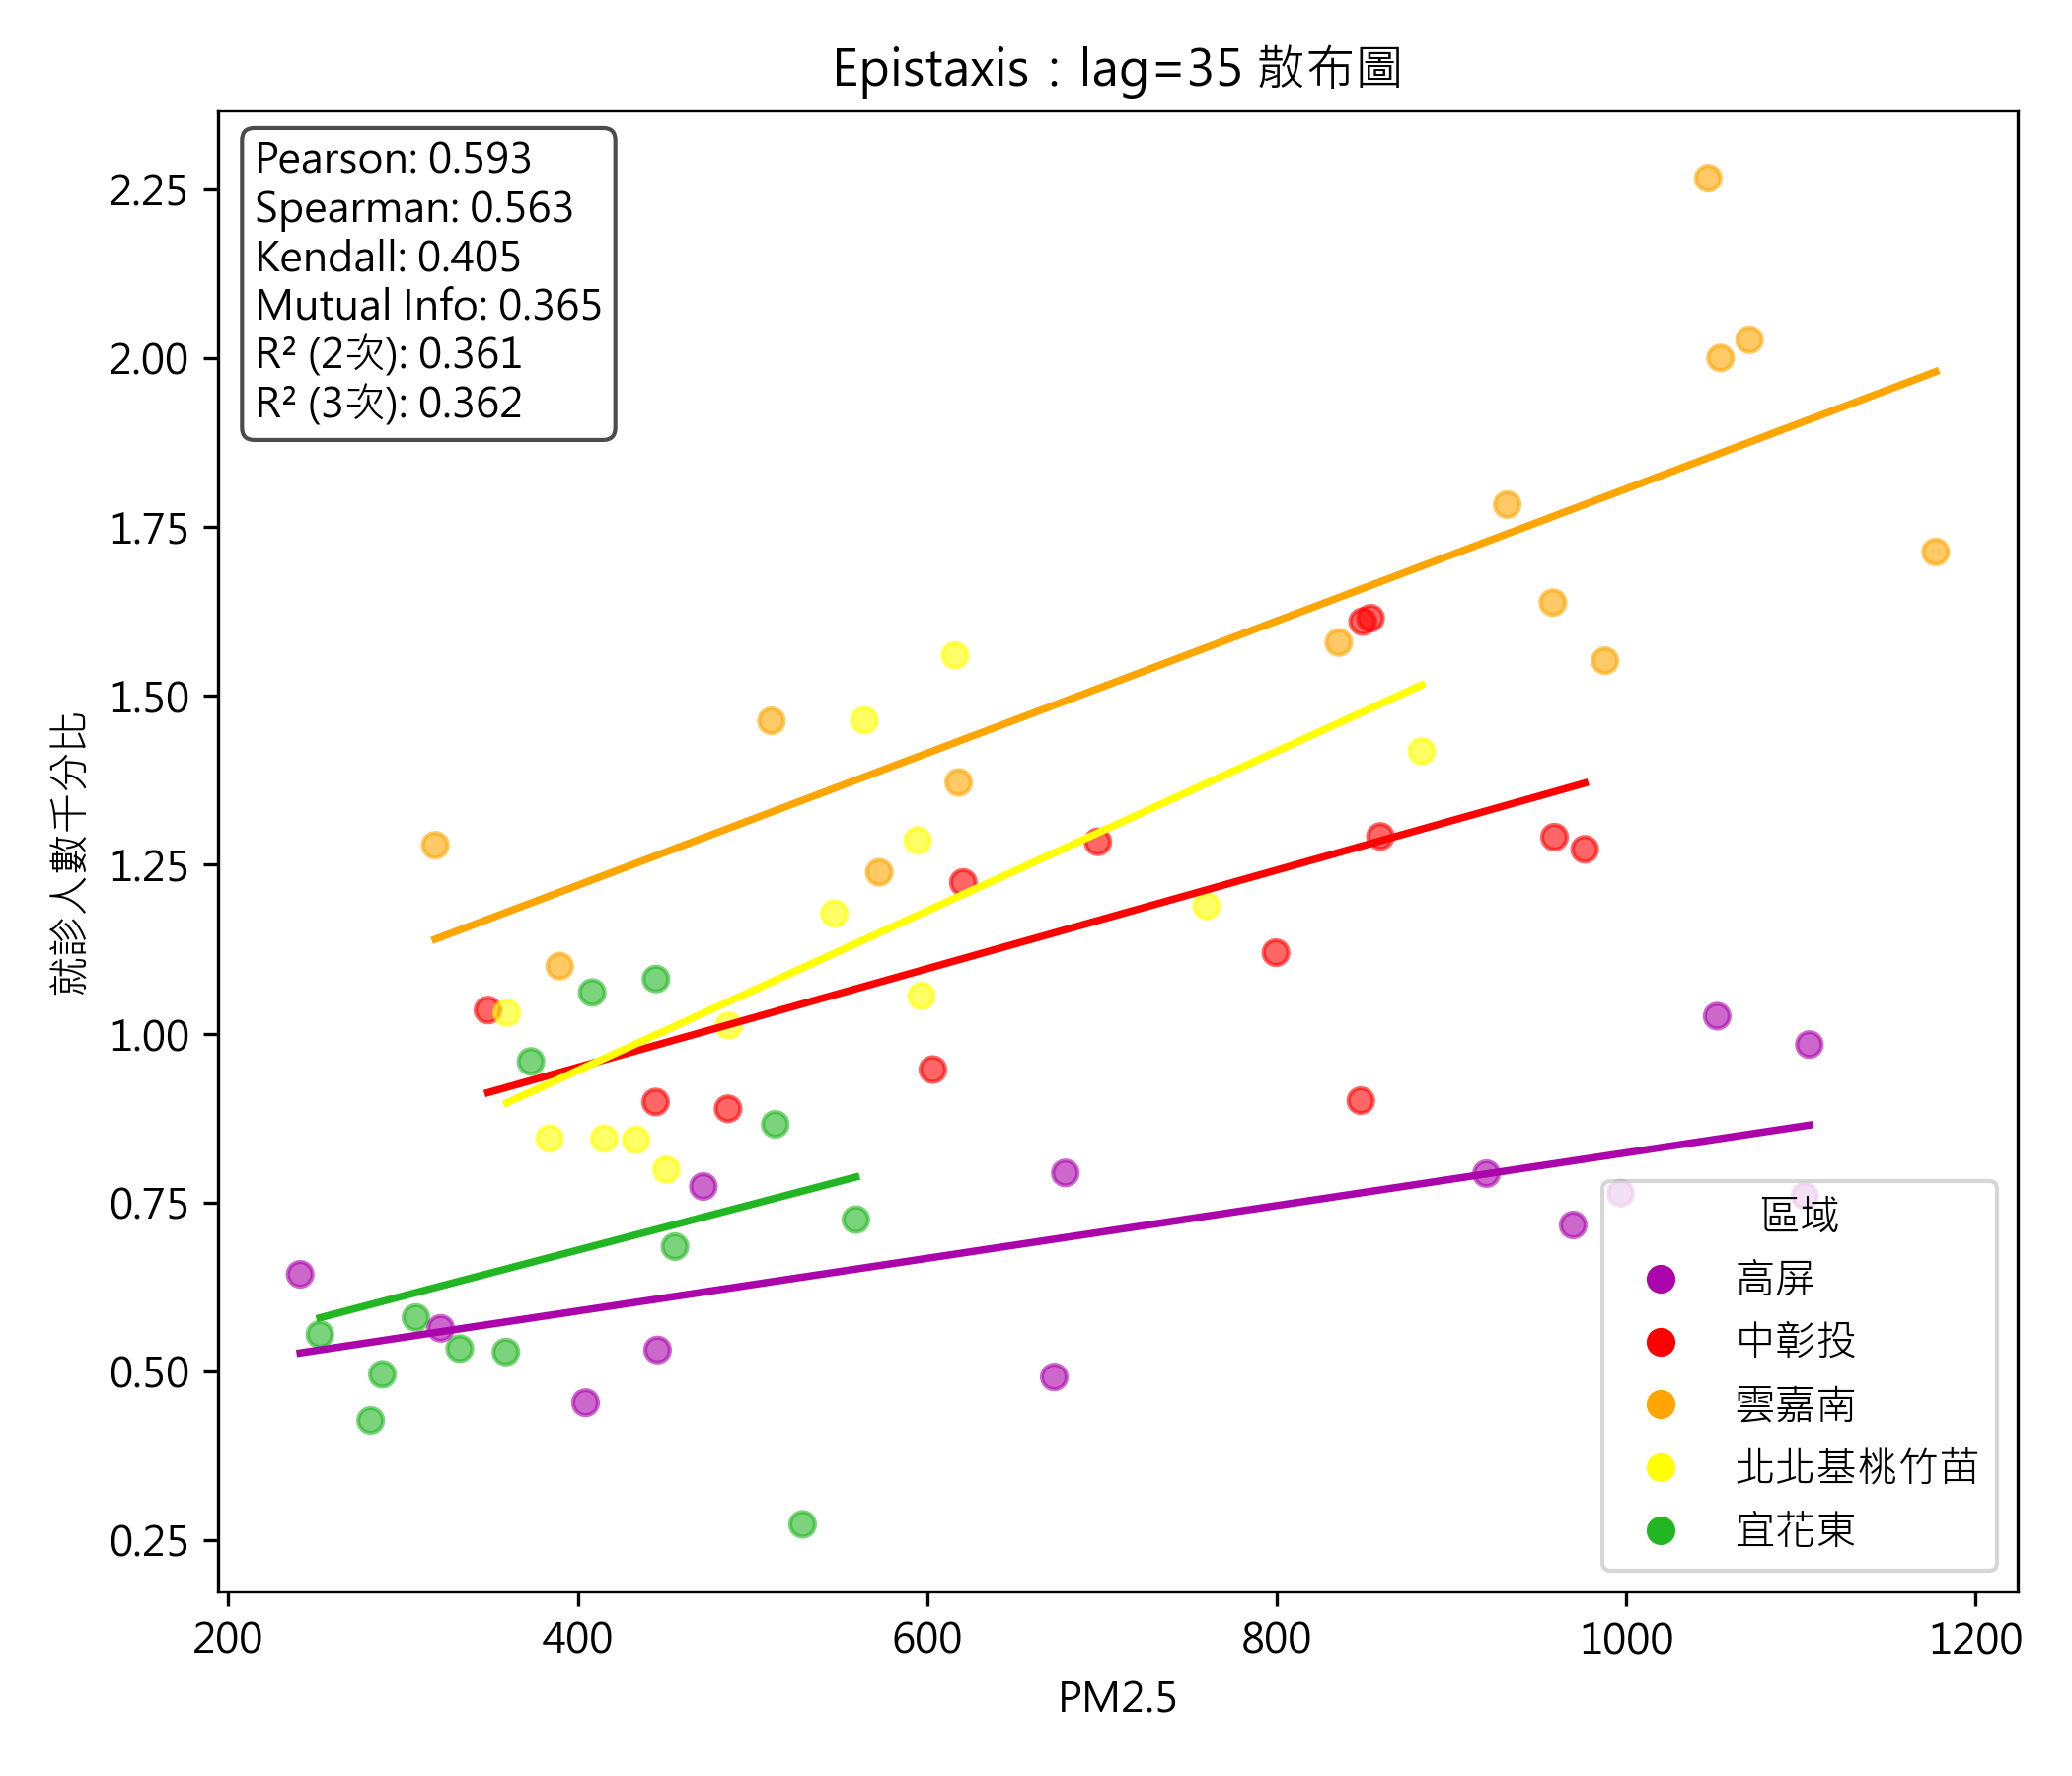 Epistaxis：lag=35 散布圖
Pearson: 0.593
Spearman: 0.563
Kendall: 0.405
Mutual Info: 0.365
R² (2次): 0.361
R² (3次): 0.362
2.25
2.00
1.75
1.50
1.25
1.00
0.75
0.50
0.25
就診人數千分比
區域
高屏
中彰投
雲嘉南
北北基桃竹苗
宜花東
200 400 600 800 1000 1200
PM2.5